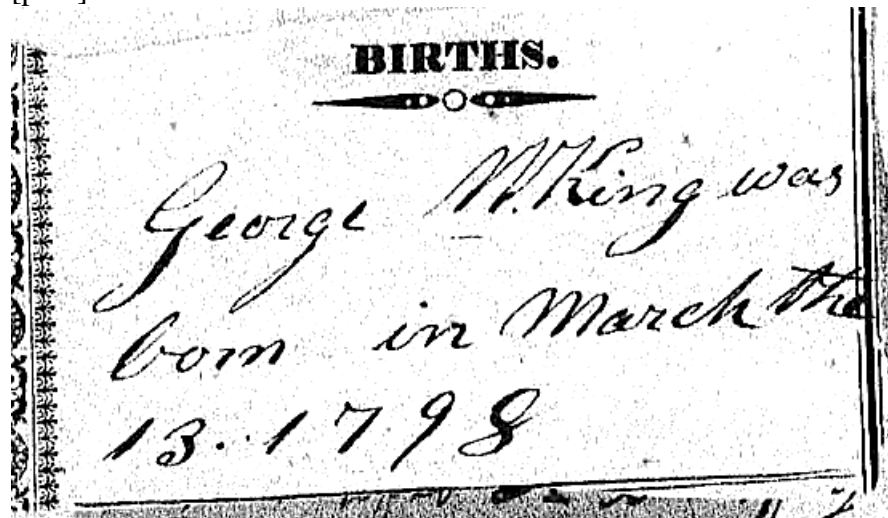 BIRTHS.
George W. King was
born in March the
13. 1798